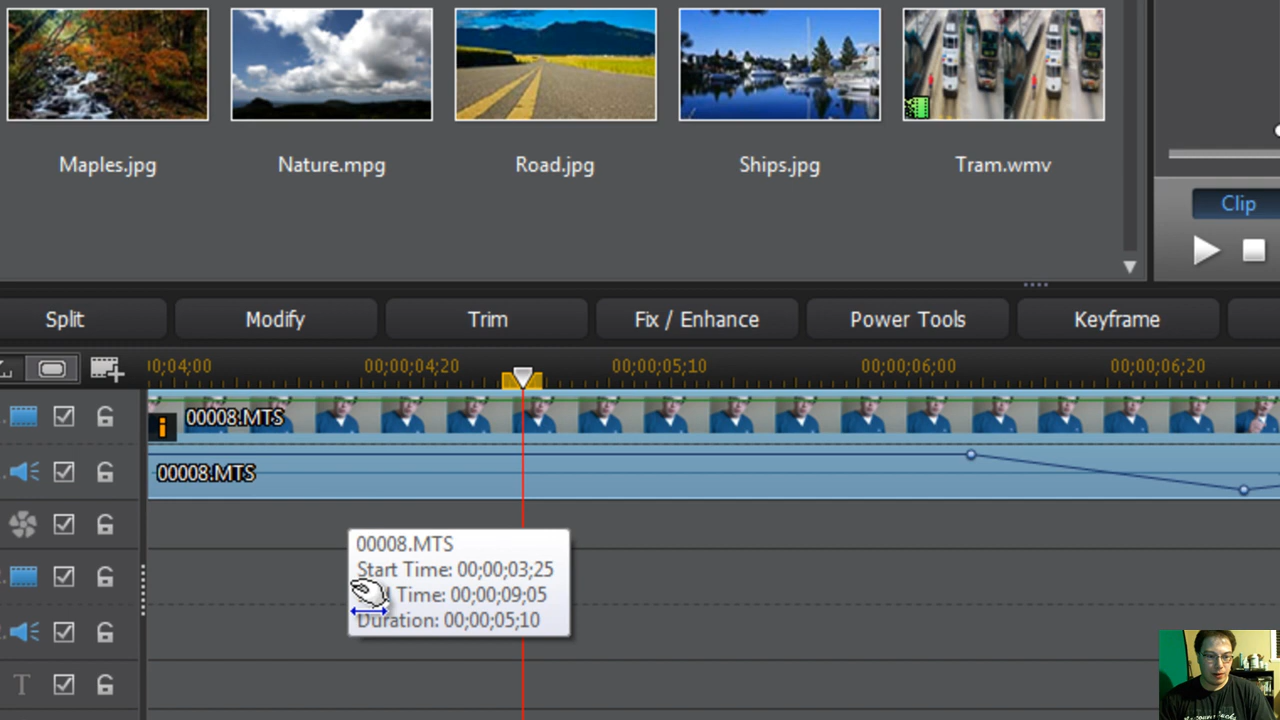 Maples.jpg
Nature.mpg
Road.jpg
Ships.jpg
Tram.wmv
Clip
Split
Modify
Trim
Fix / Enhance
Power Tools
Keyframe
00;00;04;20
00;00;05;10
00;00;06;00
00;00;06;20
i
00008.MTS
00008.MTS
00008.MTS
Start Time: 00;00;03;25
Time: 00;00;09;05
Duration: 00;00;05;10
T